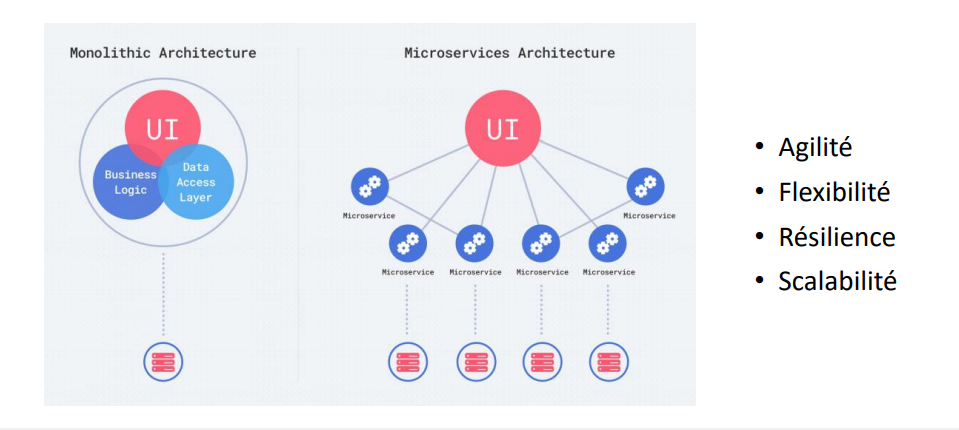 Monolithic Architecture
UI
Business
Logic
Data
Access
Layer
Microservices Architecture
UI
Microservice
Microservice
Microservice
Microservice
Microservice
Microservice
• Agilité
• Flexibilité
• Résilience
• Scalabilité